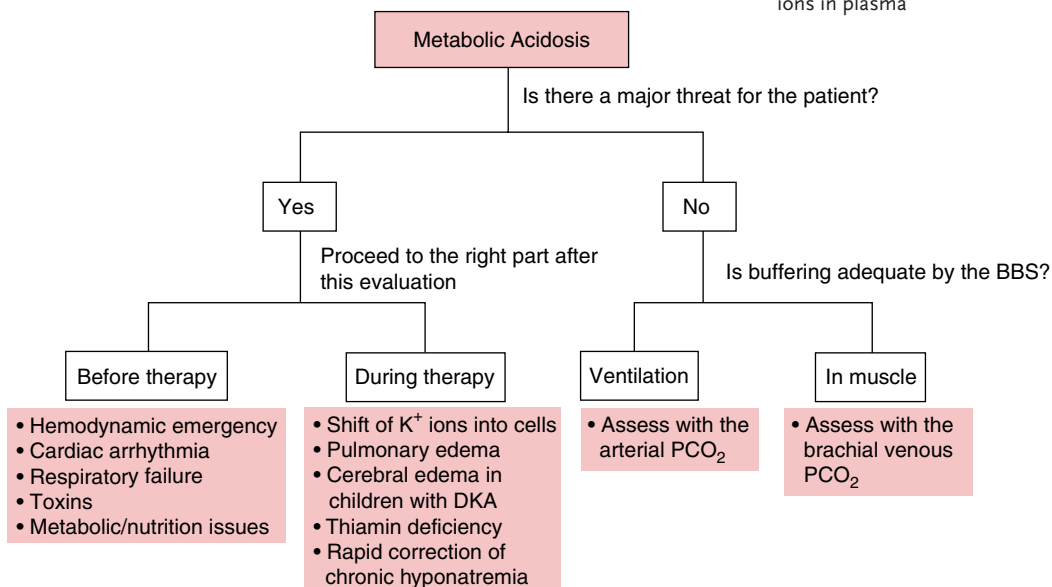 ions in plasma
Metabolic Acidosis
Is there a major threat for the patient?
Yes
No
Proceed to the right part after
this evaluation
Is buffering adequate by the BBS?
Before therapy
During therapy
Ventilation
In muscle
• Hemodynamic emergency
• Cardiac arrhythmia
• Respiratory failure
• Toxins
• Metabolic/nutrition issues
• Shift of K⁺ ions into cells
• Pulmonary edema
• Cerebral edema in
children with DKA
• Thiamin deficiency
• Rapid correction of
chronic hyponatremia
• Assess with the
arterial PCO₂
• Assess with the
brachial venous
PCO₂